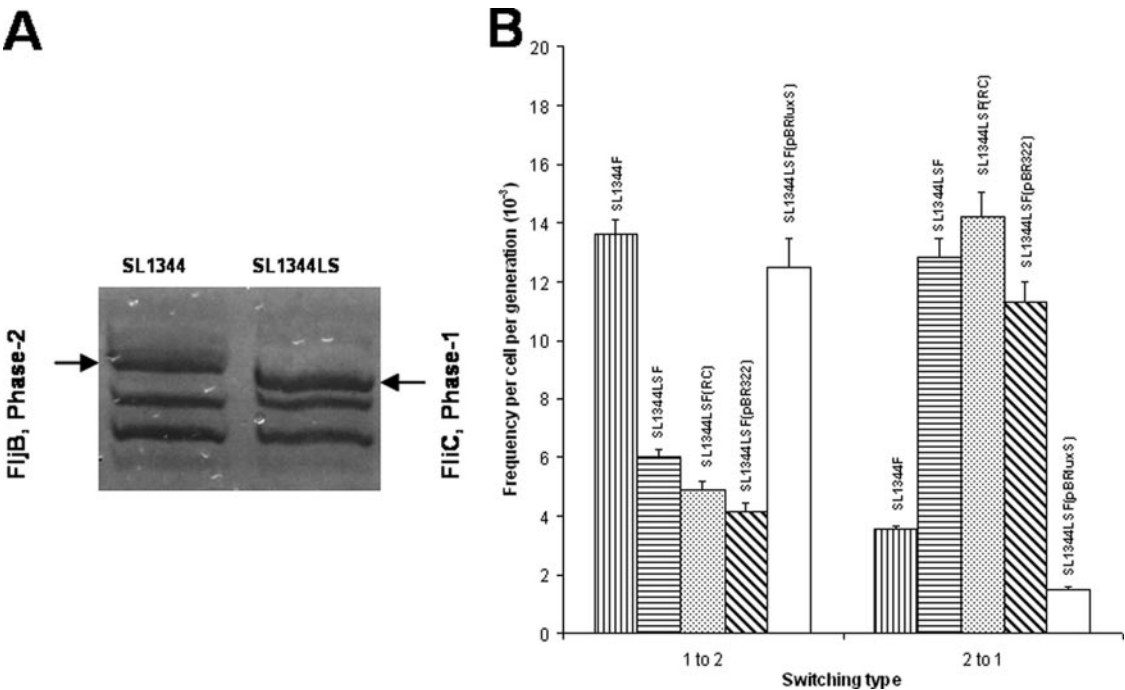 A
SL1344 SL1344LS
FljB, Phase-2
FliC, Phase-1
B
Frequency per cell per generation (10⁻³)
20
18
16
14
12
10
8
6
4
2
0
SL1344F
SL1344LSF
SL1344LSF(RC)
SL1344LSF(pBR322)
SL1344LSF(pBRluxS)
SL1344F
SL1344LSF
SL1344LSF(RC)
SL1344LSF(pBR322)
SL1344LSF(pBRluxS)
1 to 2 2 to 1
Switching type